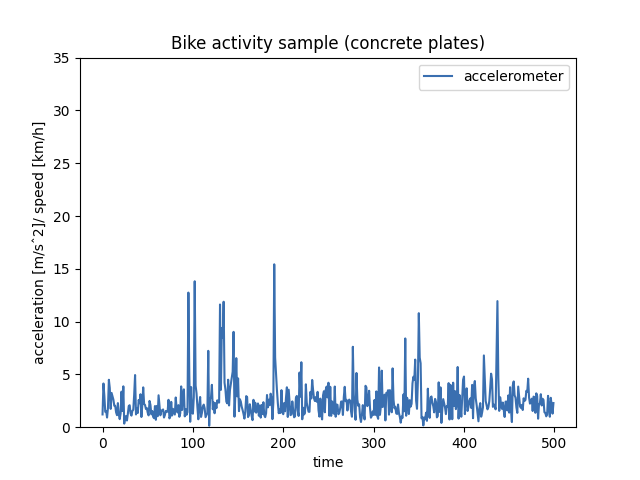 Bike activity sample (concrete plates)
accelerometer
35
30
25
20
15
10
5
0
acceleration [m/s^2]/ speed [km/h]
0 100 200 300 400 500
time